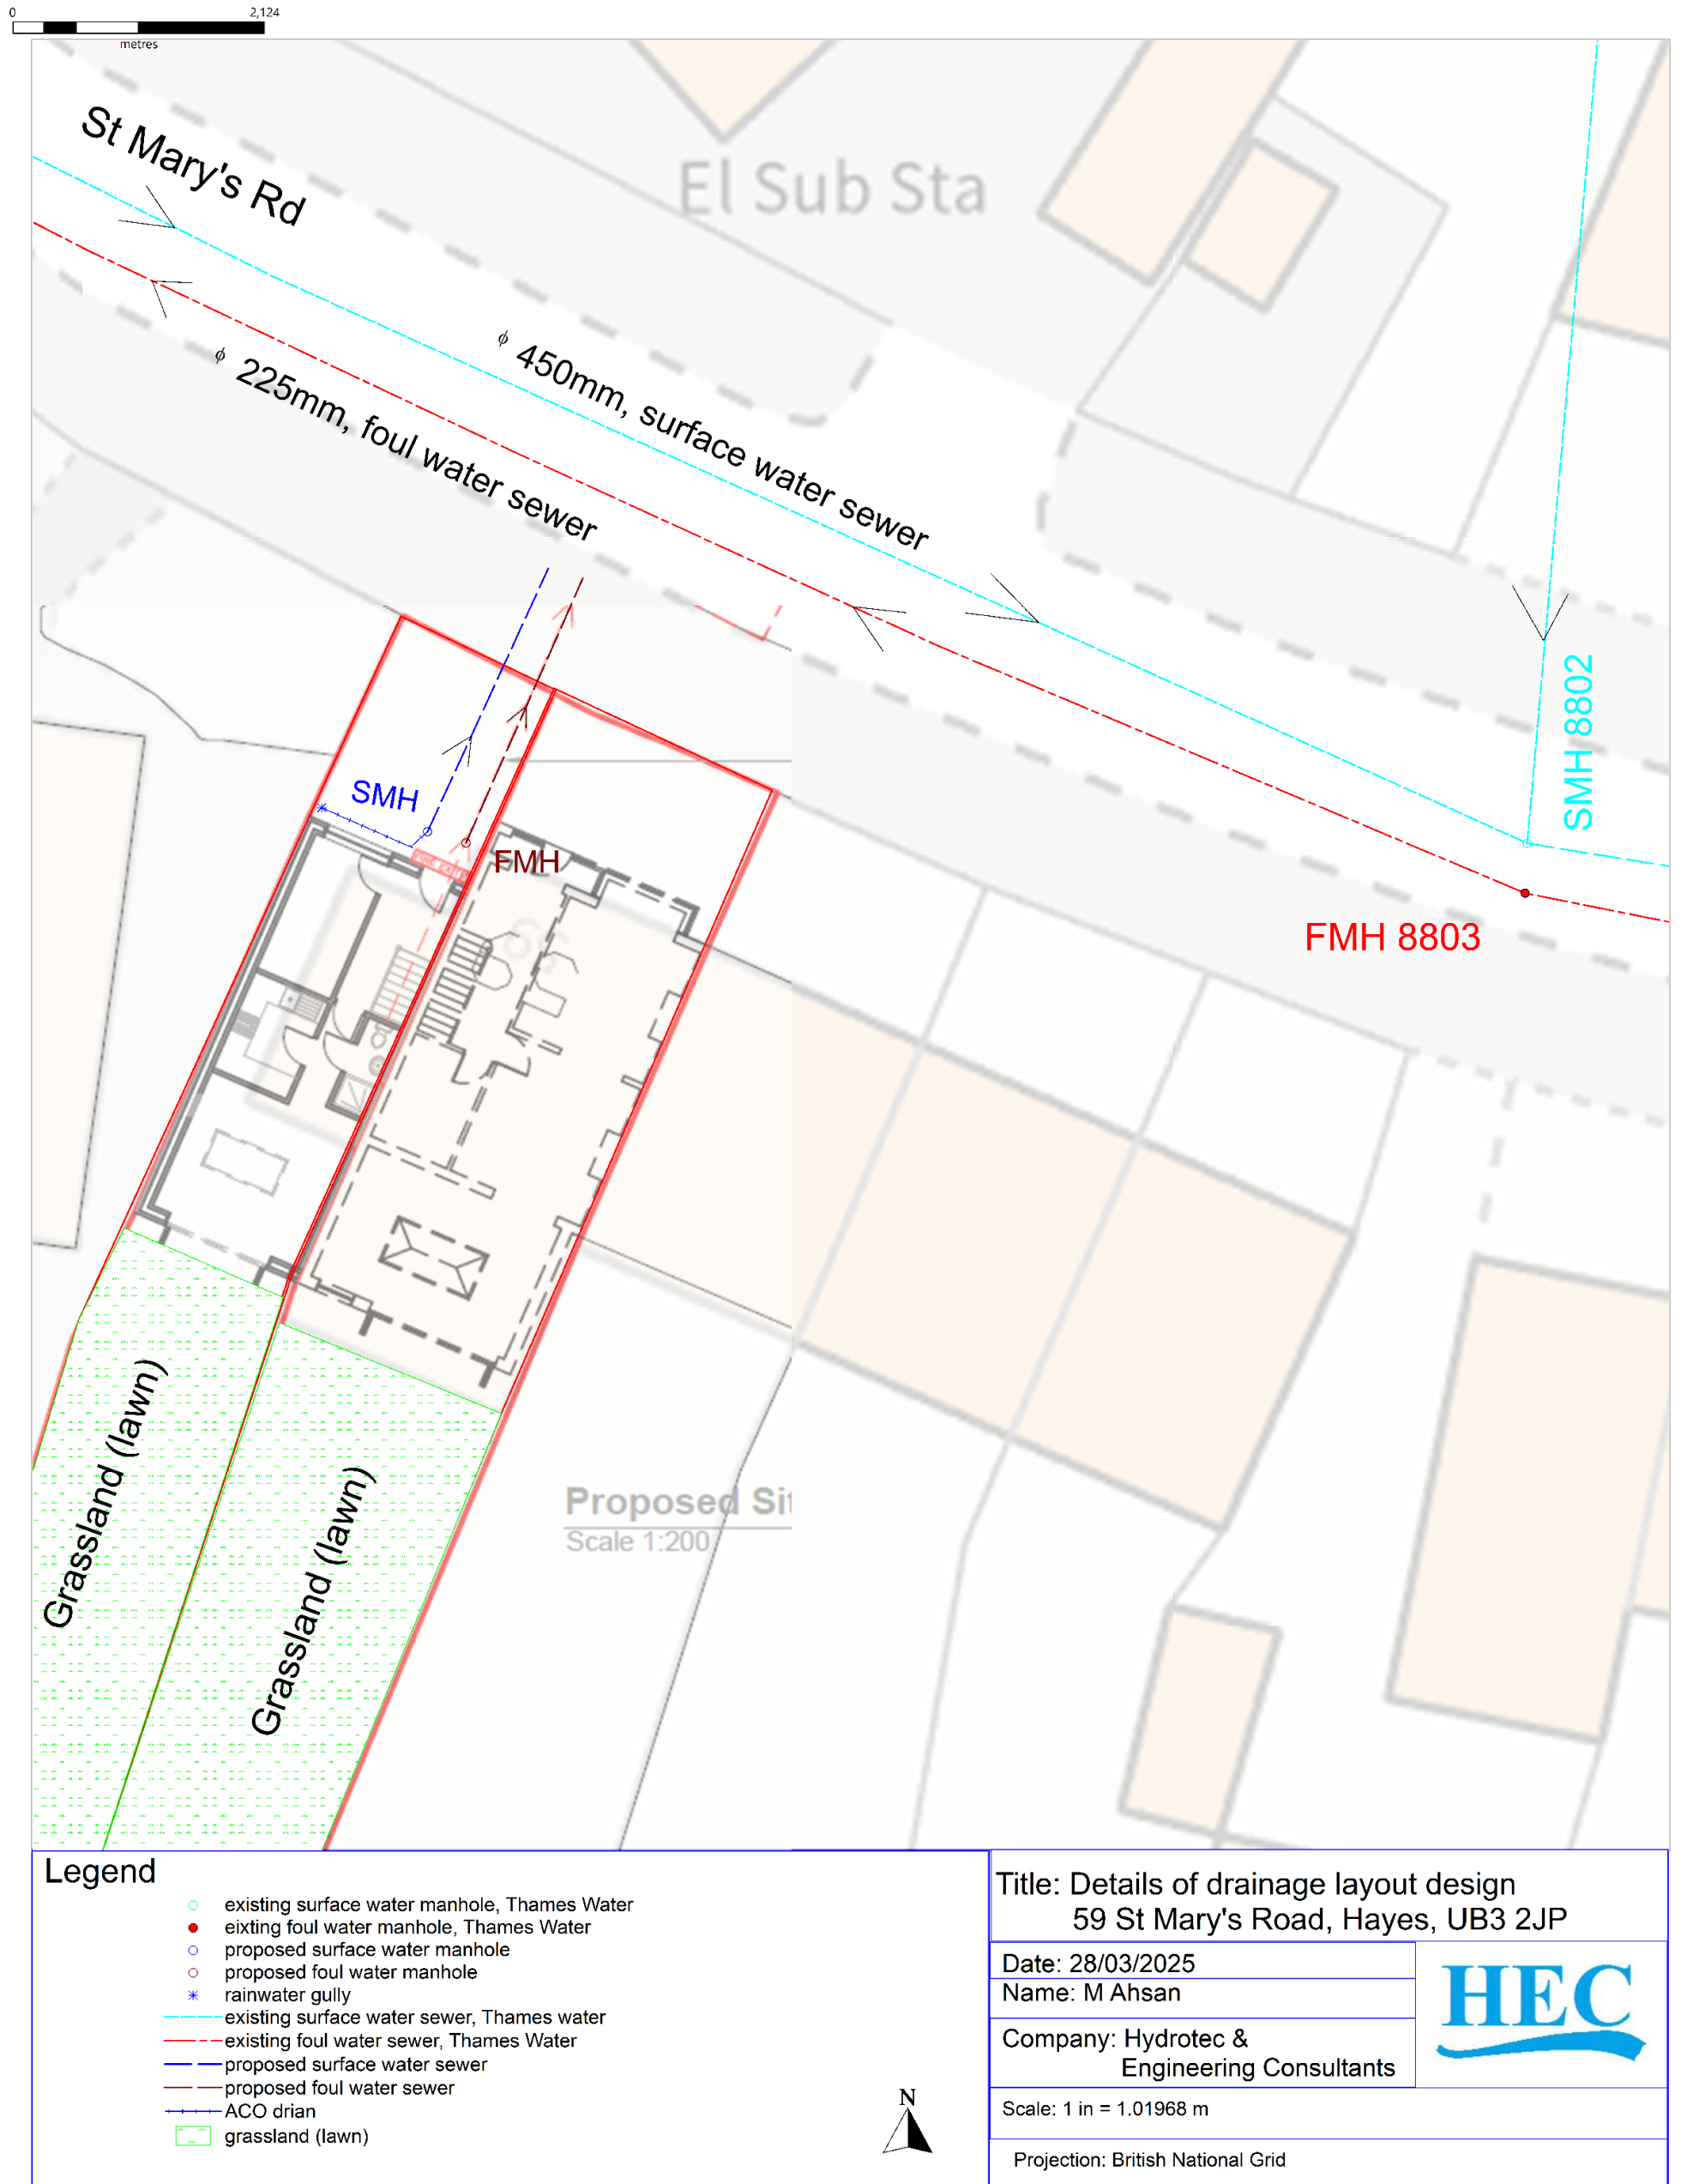 0 2,124
metres
St Mary's Rd
El Sub Sta
ϕ 450mm, surface water sewer
ϕ 225mm, foul water sewer
SMH 8802
SMH
FMH
FMH 8803
Grassland (lawn)
Grassland (lawn)
Proposed Sit
Scale 1:200
Legend
existing surface water manhole, Thames Water
eixting foul water manhole, Thames Water
proposed surface water manhole
proposed foul water manhole
rainwater gully
existing surface water sewer, Thames water
existing foul water sewer, Thames Water
proposed surface water sewer
proposed foul water sewer
ACO drian
grassland (lawn)
N
Title: Details of drainage layout design
59 St Mary's Road, Hayes, UB3 2JP
Date: 28/03/2025
Name: M Ahsan
Company: Hydrotec &
Engineering Consultants
HEC
Scale: 1 in = 1.01968 m
Projection: British National Grid